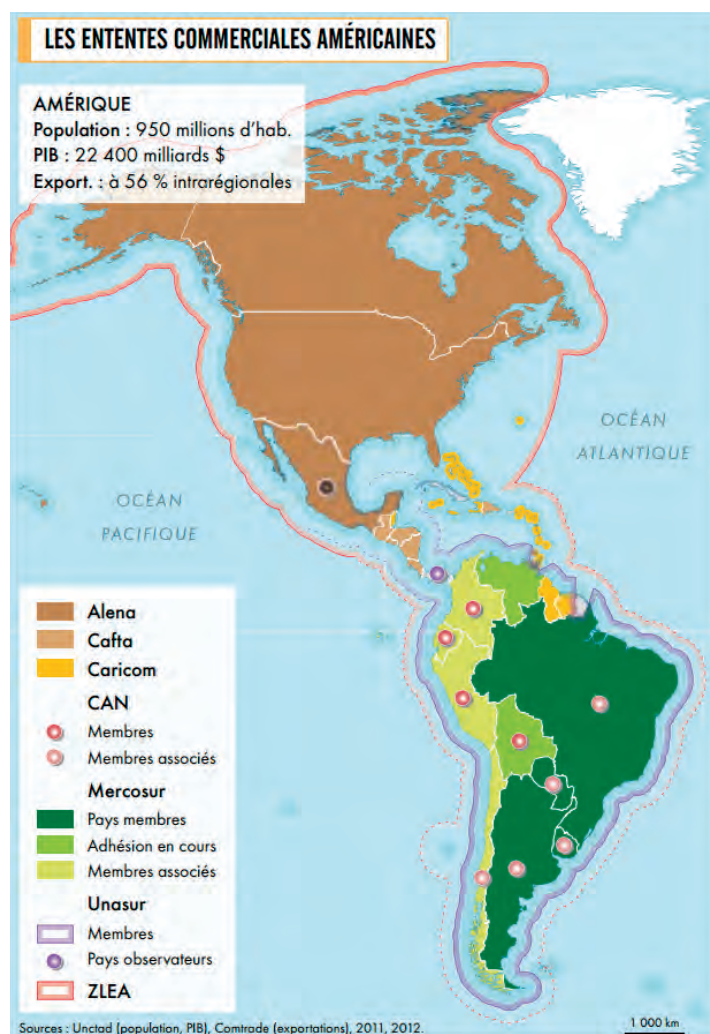 LES ENTENTES COMMERCIALES AMÉRICAINES
AMÉRIQUE
Population : 950 millions d'hab.
PIB : 22 400 milliards $
Export. : à 56 % intrarégionales
OCÉAN
ATLANTIQUE
OCÉAN
PACIFIQUE
Alena
Cafta
Caricom
CAN
Membres
Membres associés
Mercosur
Pays membres
Adhésion en cours
Membres associés
Unasur
Membres
Pays observateurs
ZLEA
Sources : Unctad (population, PIB), Comtrade (exportations), 2011, 2012.
1 000 km